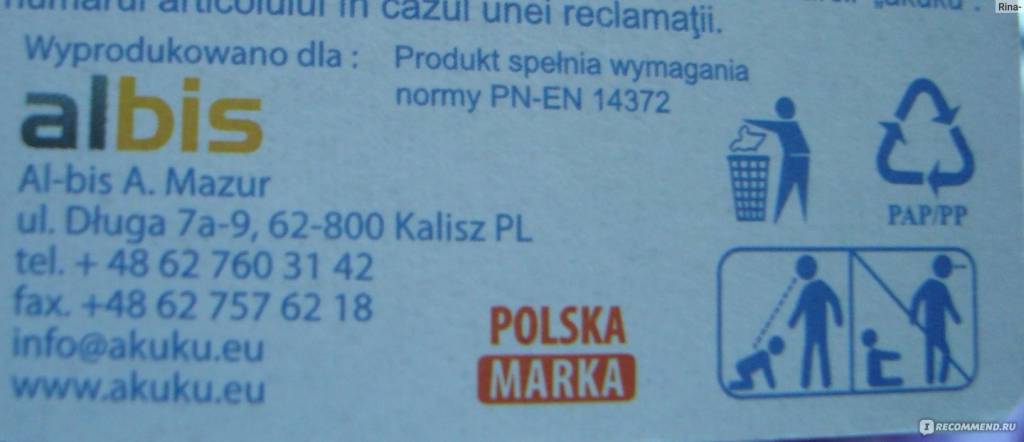 numărul articolului în cazul unei reclamaţii.
Wyprodukowano dla :
albis
Al-bis A. Mazur
ul. Długa 7a-9, 62-800 Kalisz PL
tel. + 48 62 760 31 42
fax. +48 62 757 62 18
info@akuku.eu
www.akuku.eu
Produkt spełnia wymagania
normy PN-EN 14372
POLSKA
MARKA
PAP/PP
Rina-
I RECOMMEND.RU